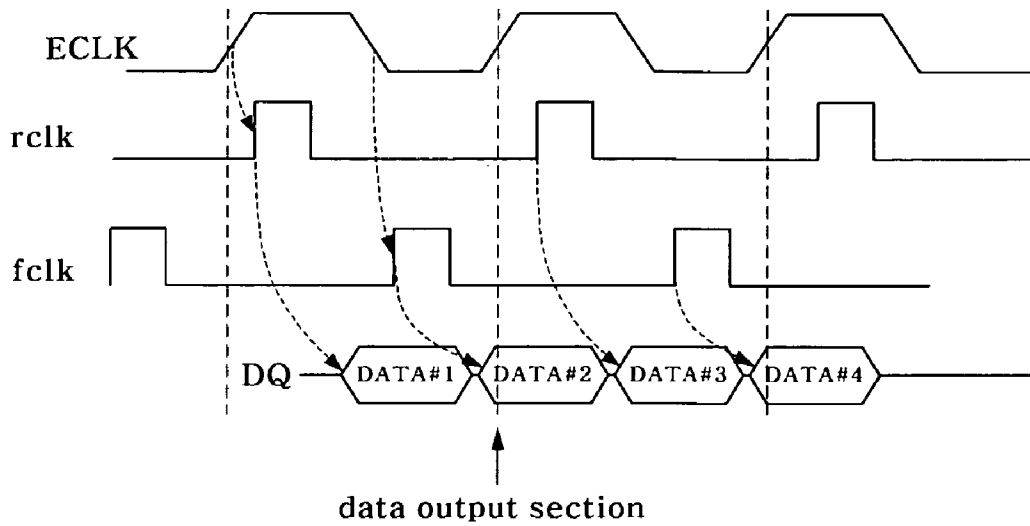 ECLK
rclk
fclk
DQ DATA#1 DATA#2 DATA#3 DATA#4
data output section